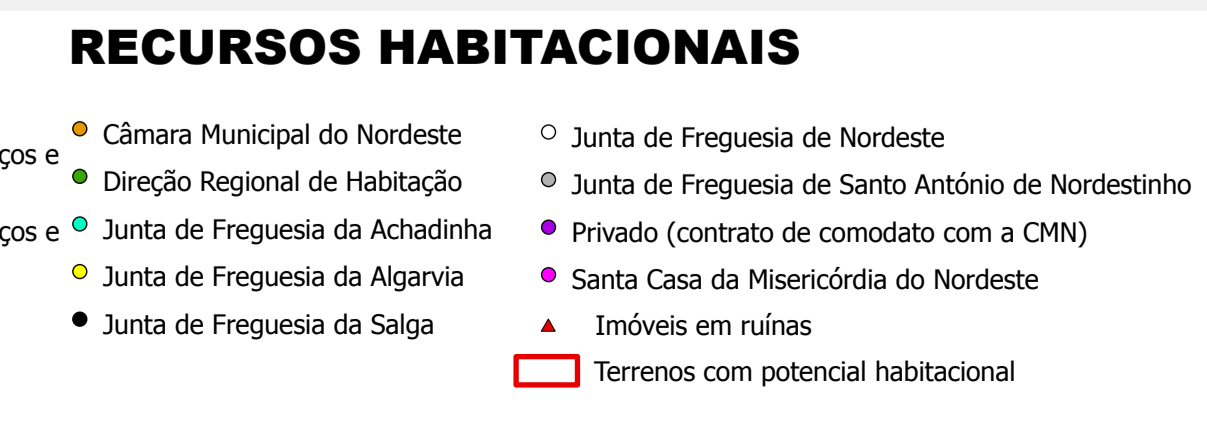 RECURSOS HABITACIONAIS
ços e
ços e
Câmara Municipal do Nordeste
Direção Regional de Habitação
Junta de Freguesia da Achadinha
Junta de Freguesia da Algarvia
Junta de Freguesia da Salga
Junta de Freguesia de Nordeste
Junta de Freguesia de Santo António de Nordestinho
Privado (contrato de comodato com a CMN)
Santa Casa da Misericórdia do Nordeste
Imóveis em ruínas
Terrenos com potencial habitacional